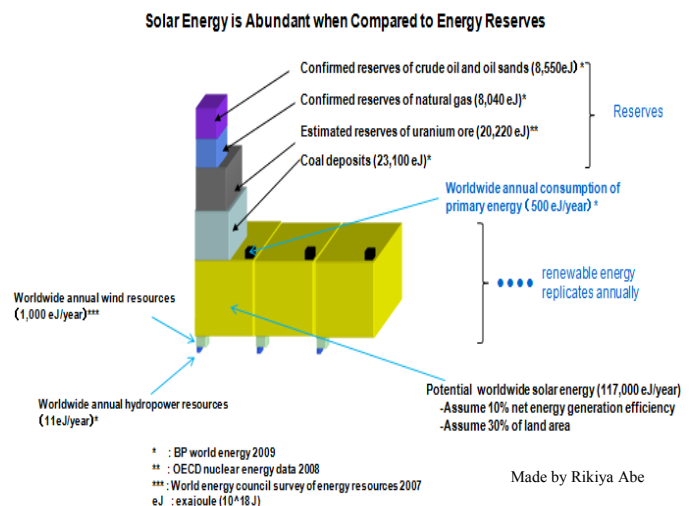 Solar Energy is Abundant when Compared to Energy Reserves
Confirmed reserves of crude oil and oil sands (8,550eJ) *
Confirmed reserves of natural gas (8,040 eJ)*
Estimated reserves of uranium ore (20,220 eJ)**
Coal deposits (23,100 eJ)*
Reserves
Worldwide annual consumption of
primary energy (500 eJ/year) *
renewable energy
replicates annually
Worldwide annual wind resources
(1,000 eJ/year)***
Worldwide annual hydropower resources
(11eJ/year)*
Potential worldwide solar energy (117,000 eJ/year)
-Assume 10% net energy generation efficiency
-Assume 30% of land area
* : BP world energy 2009
** : OECD nuclear energy data 2008
*** : World energy council survey of energy resources 2007
eJ : exajoule (10^18J)
Made by Rikiya Abe